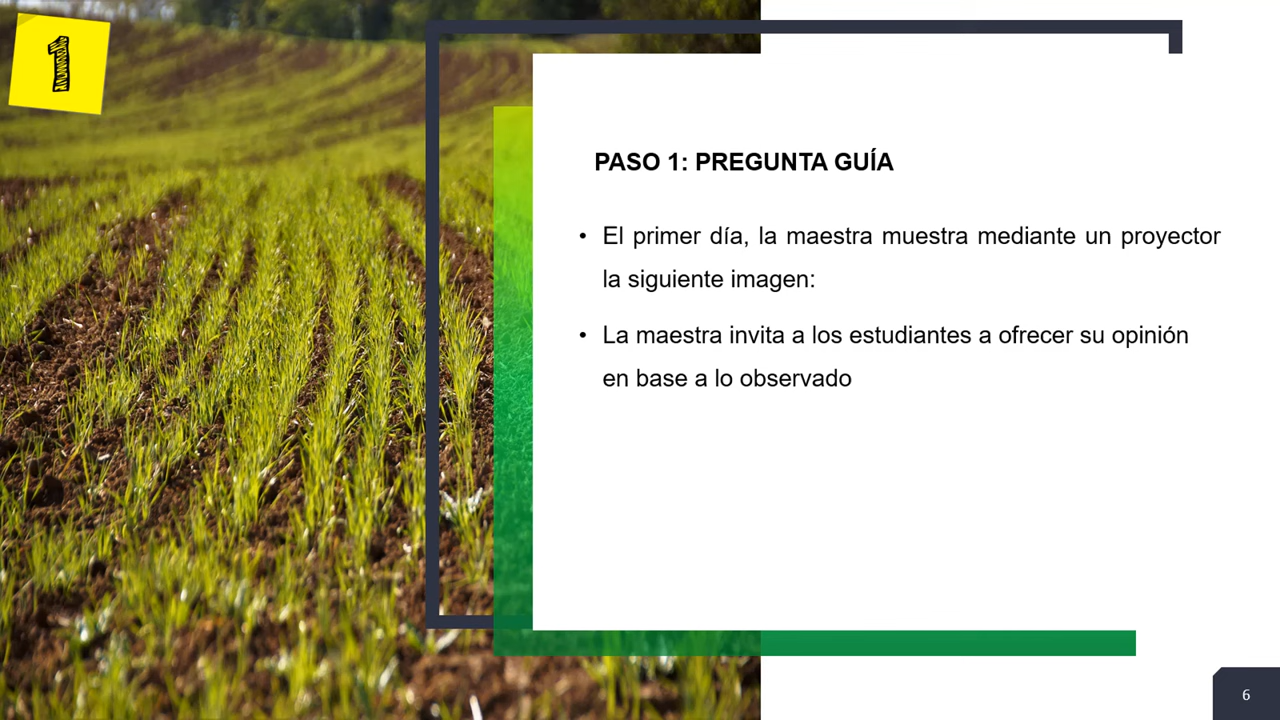 1
PASO 1: PREGUNTA GUÍA
• El primer día, la maestra muestra mediante un proyector
la siguiente imagen:
• La maestra invita a los estudiantes a ofrecer su opinión
en base a lo observado
6